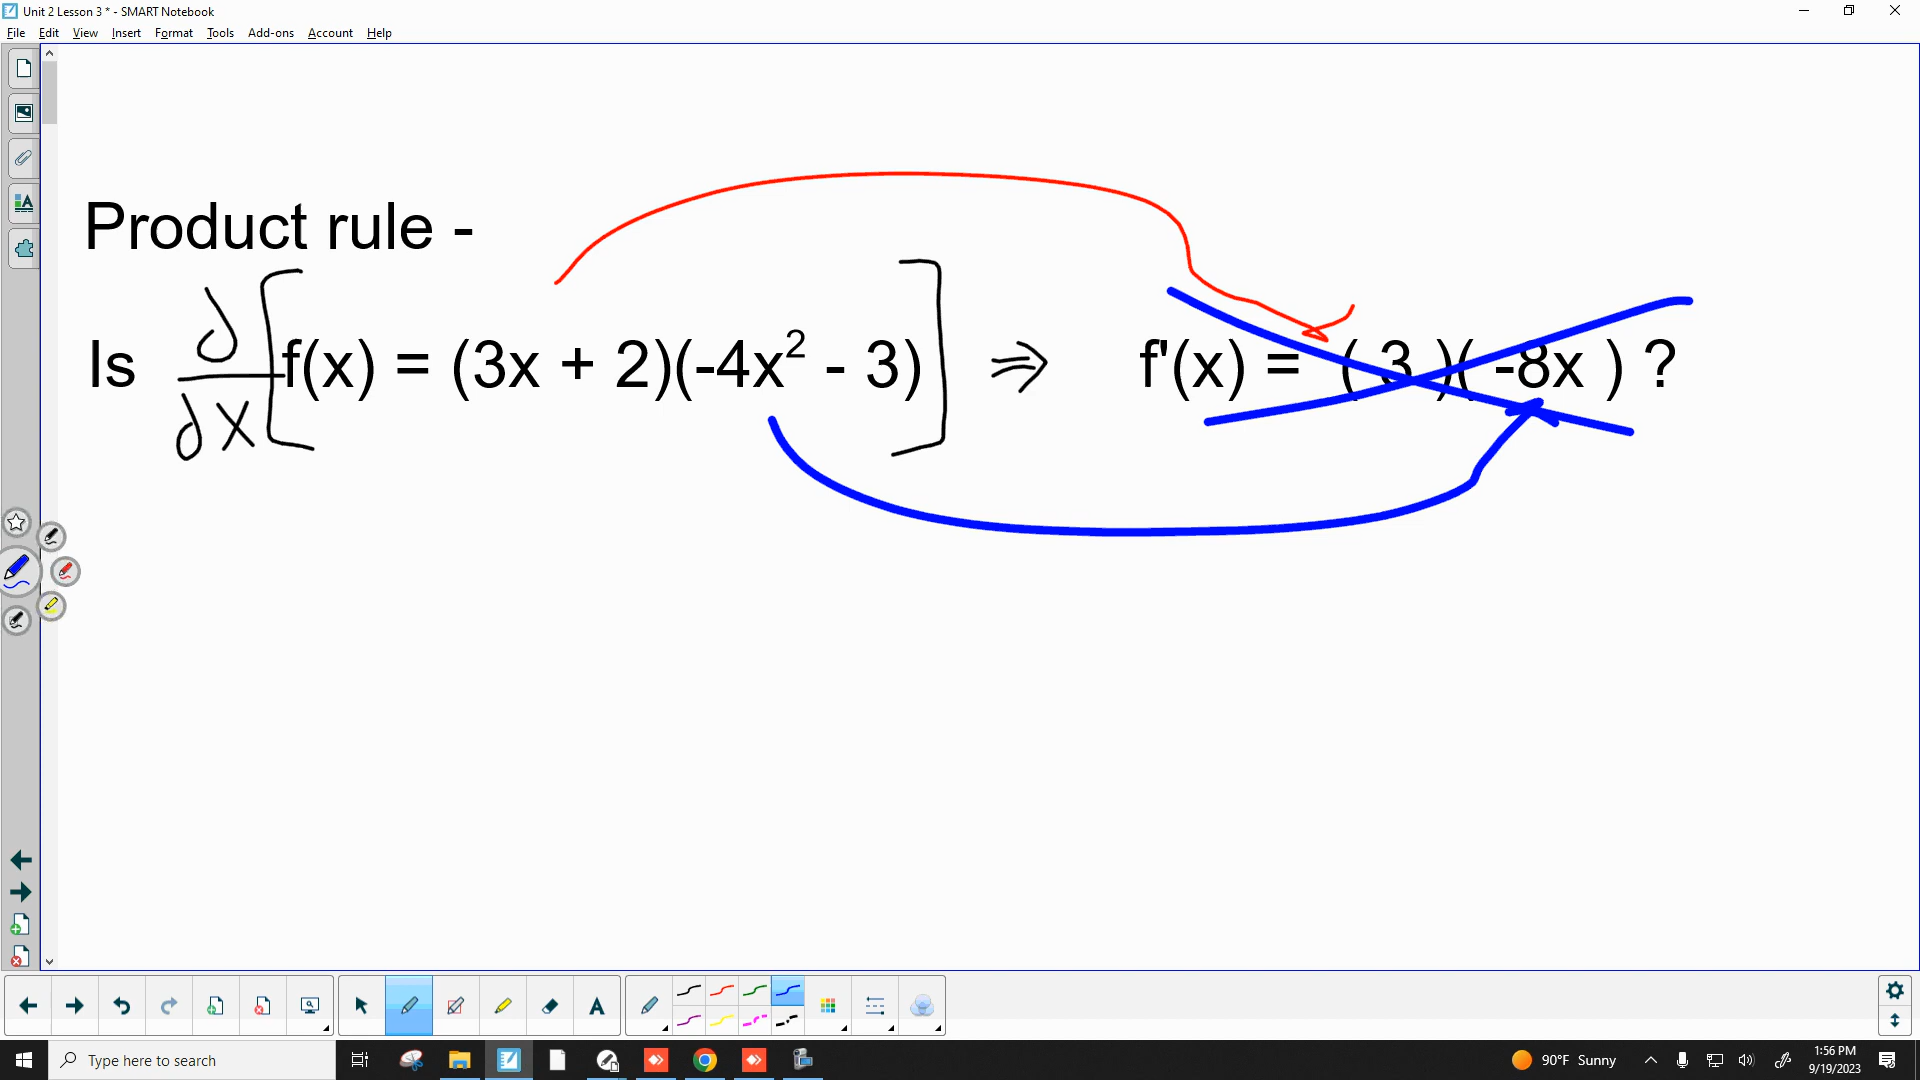 Unit 2 Lesson 3 * - SMART Notebook
File Edit View Insert Format Tools Add-ons Account Help
Product rule -
Is d/dx [f(x) = (3x + 2)(-4x² - 3)] ⇒ f'(x) = ( 3 )( -8x ) ?
A
A
Type here to search
90°F Sunny
1:56 PM
9/19/2023